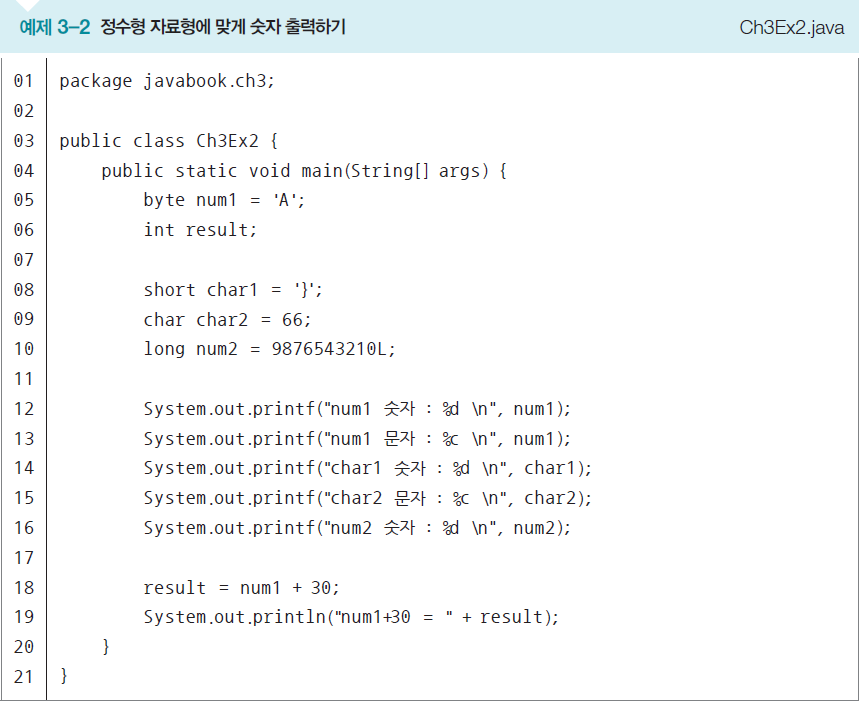 예제 3-2 정수형 자료형에 맞게 숫자 출력하기 Ch3Ex2.java
01 package javabook.ch3;
02
03 public class Ch3Ex2 {
04     public static void main(String[] args) {
05         byte num1 = 'A';
06         int result;
07
08         short char1 = '}';
09         char char2 = 66;
10         long num2 = 9876543210L;
11
12         System.out.printf("num1 숫자 : %d \n", num1);
13         System.out.printf("num1 문자 : %c \n", num1);
14         System.out.printf("char1 숫자 : %d \n", char1);
15         System.out.printf("char2 문자 : %c \n", char2);
16         System.out.printf("num2 숫자 : %d \n", num2);
17
18         result = num1 + 30;
19         System.out.println("num1+30 = " + result);
20     }
21 }